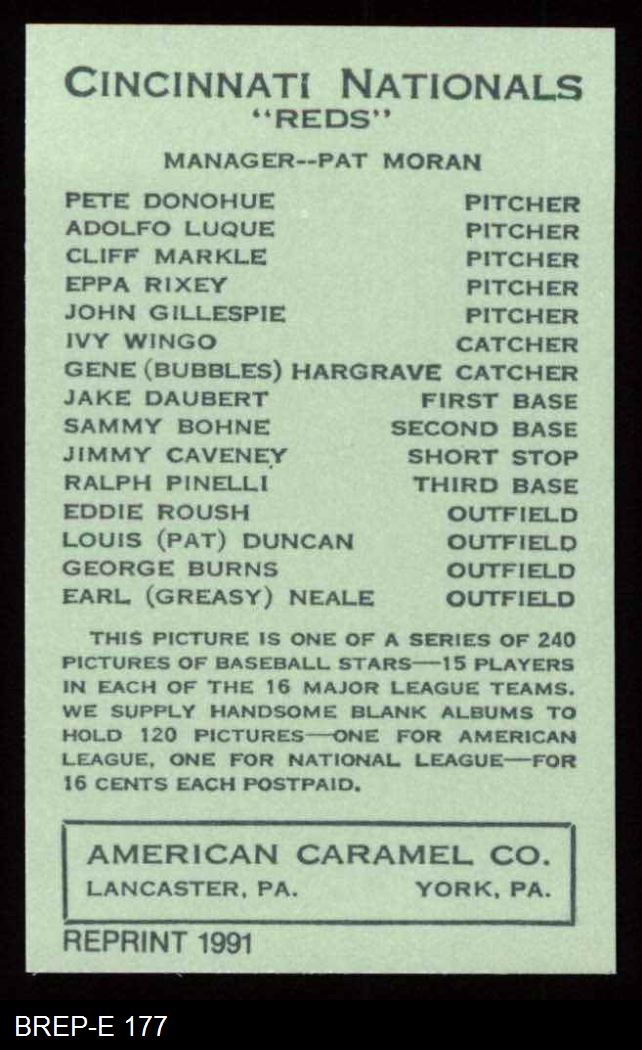 CINCINNATI NATIONALS
"REDS"
MANAGER--PAT MORAN
PETE DONOHUE PITCHER
ADOLFO LUQUE PITCHER
CLIFF MARKLE PITCHER
EPPA RIXEY PITCHER
JOHN GILLESPIE PITCHER
IVY WINGO CATCHER
GENE (BUBBLES) HARGRAVE CATCHER
JAKE DAUBERT FIRST BASE
SAMMY BOHNE SECOND BASE
JIMMY CAVENEY SHORT STOP
RALPH PINELLI THIRD BASE
EDDIE ROUSH OUTFIELD
LOUIS (PAT) DUNCAN OUTFIELD
GEORGE BURNS OUTFIELD
EARL (GREASY) NEALE OUTFIELD
THIS PICTURE IS ONE OF A SERIES OF 240
PICTURES OF BASEBALL STARS—15 PLAYERS
IN EACH OF THE 16 MAJOR LEAGUE TEAMS.
WE SUPPLY HANDSOME BLANK ALBUMS TO
HOLD 120 PICTURES—ONE FOR AMERICAN
LEAGUE, ONE FOR NATIONAL LEAGUE—FOR
16 CENTS EACH POSTPAID.
AMERICAN CARAMEL CO.
LANCASTER, PA. YORK, PA.
REPRINT 1991
BREP-E 177